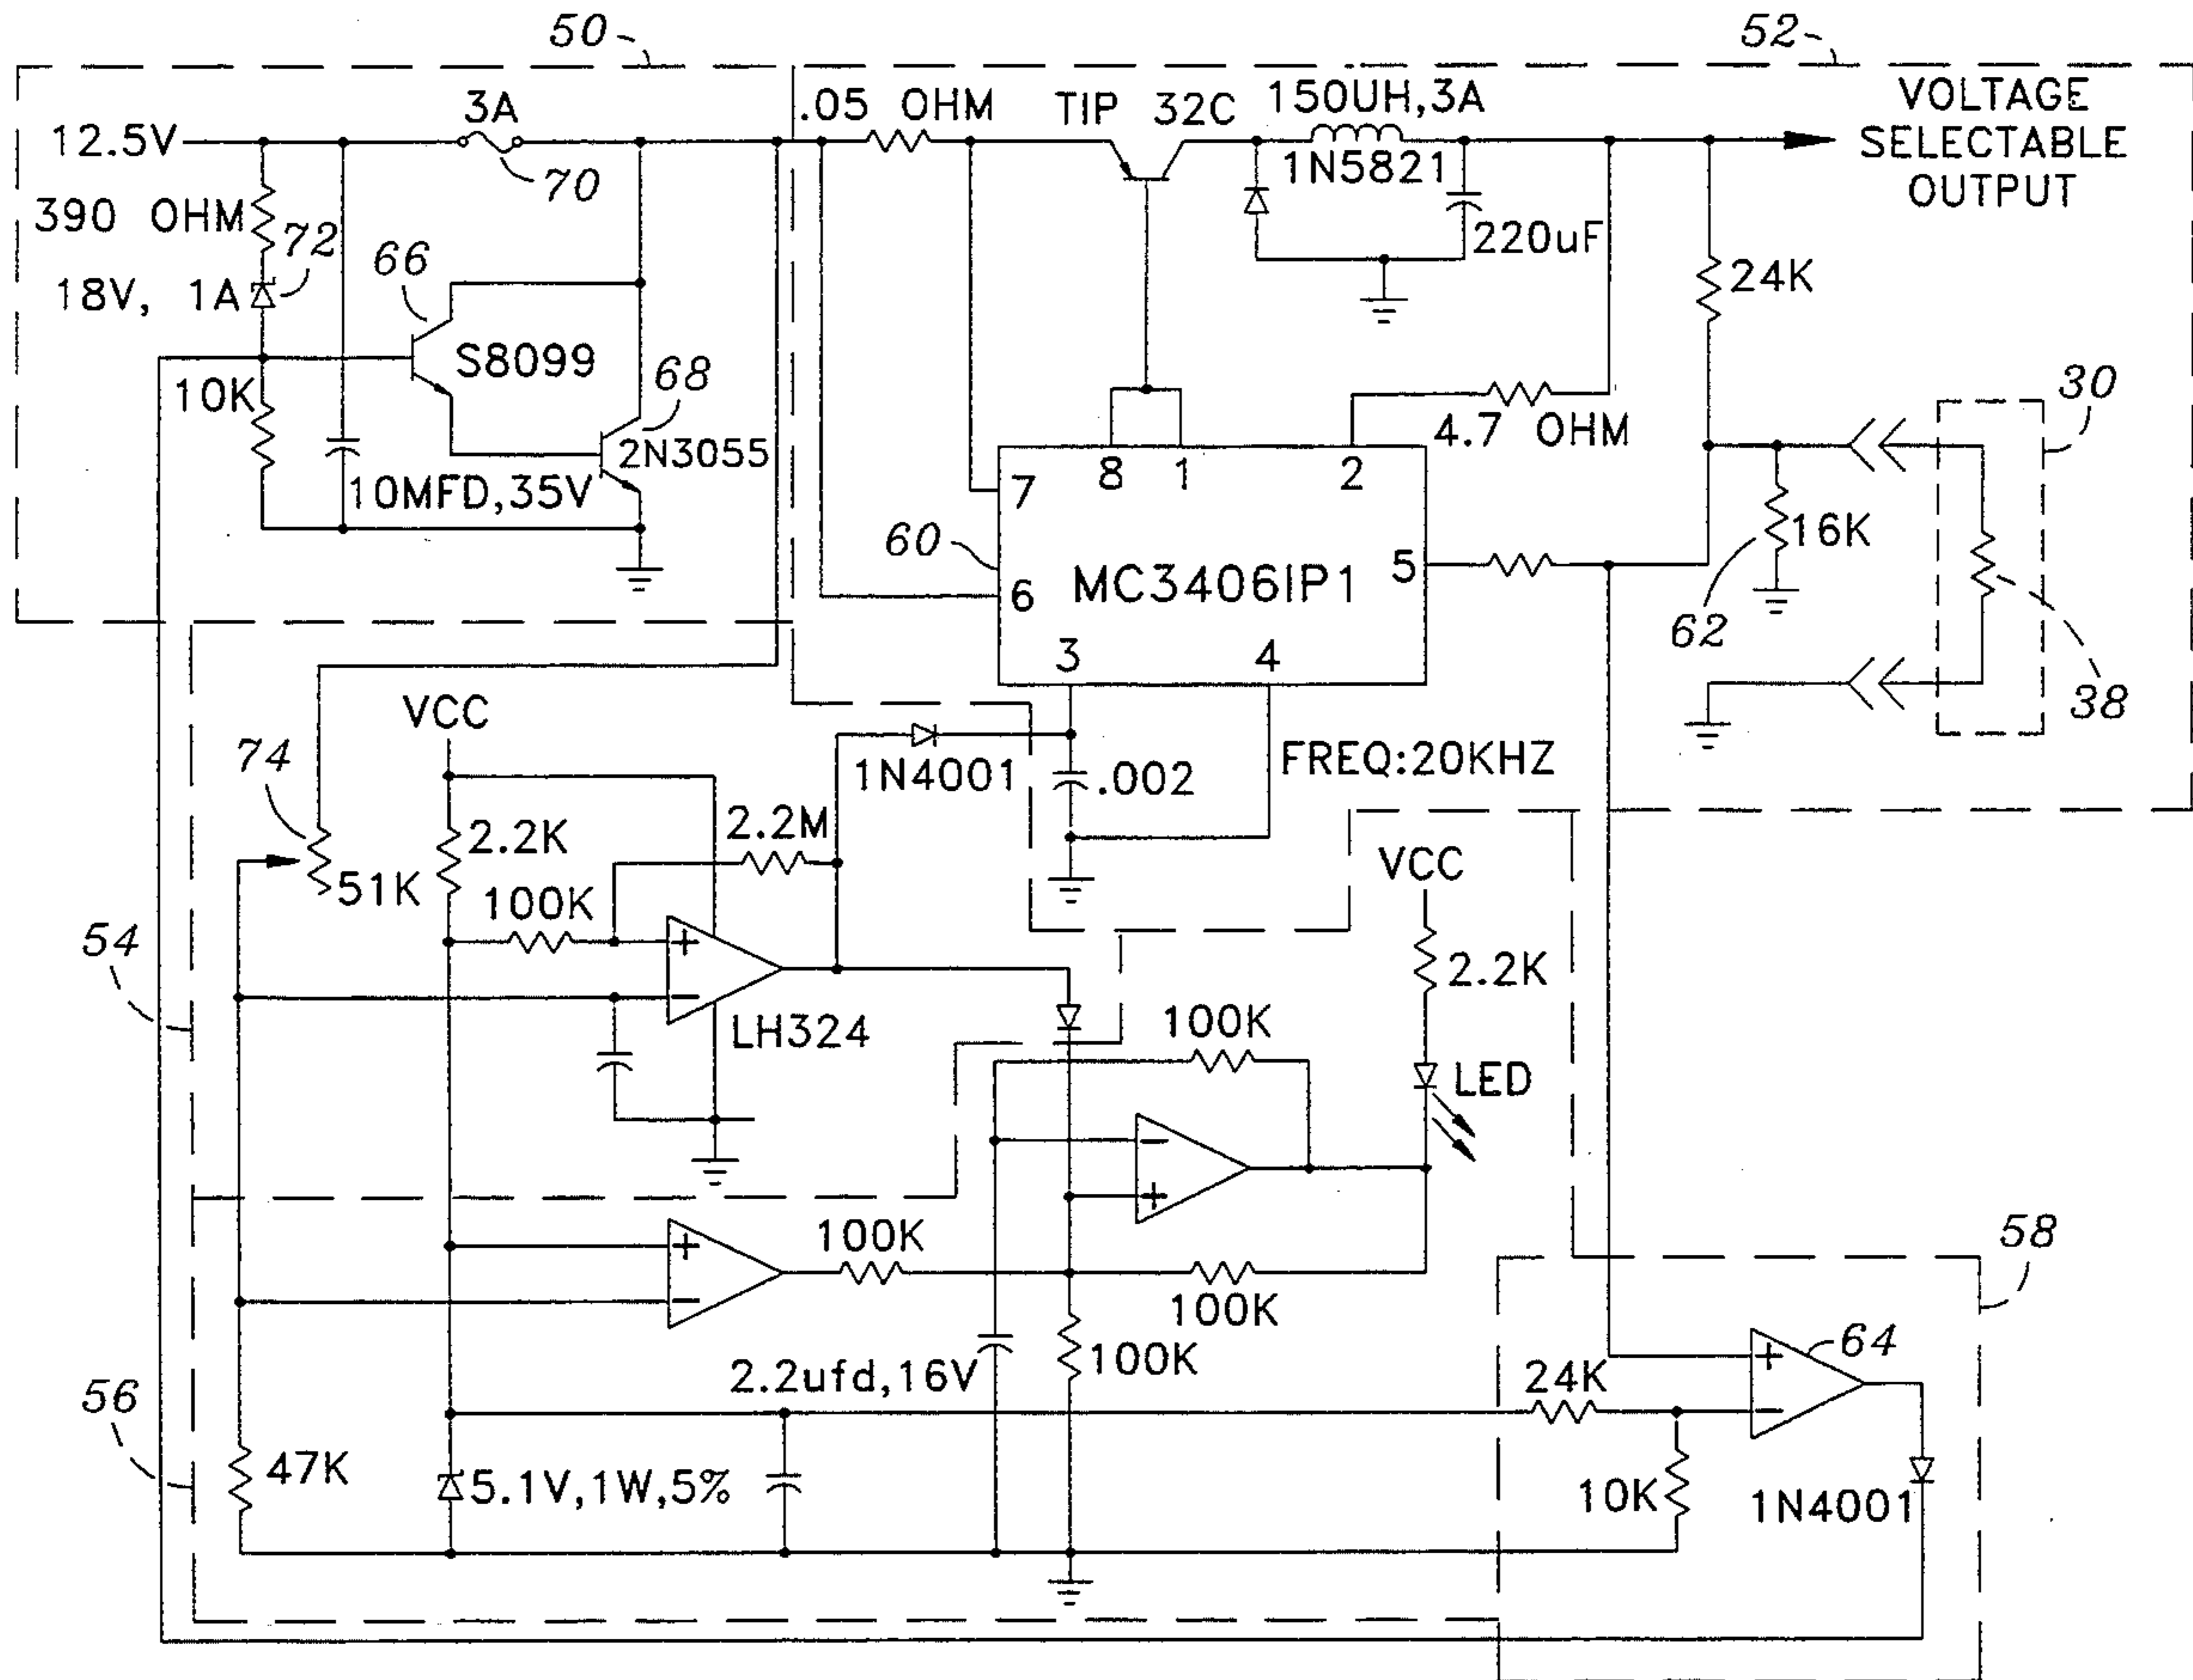 50
52
3A
.05 OHM
TIP 32C
150UH,3A
VOLTAGE
SELECTABLE
OUTPUT
12.5V
70
1N5821
390 OHM
72
66
220uF
18V, 1A
24K
S8099
68
30
10K
2N3055
4.7 OHM
8
1
2
10MFD,35V
7
16K
60
MC3406IP1
5
6
62
3
4
38
VCC
74
1N4001
FREQ:20KHZ
.002
2.2K
2.2M
VCC
51K
100K
54
+
2.2K
−
LH324
100K
LED
−
+
58
+
100K
−
100K
100K
64
+
2.2ufd,16V
24K
56
−
47K
5.1V,1W,5%
10K
1N4001